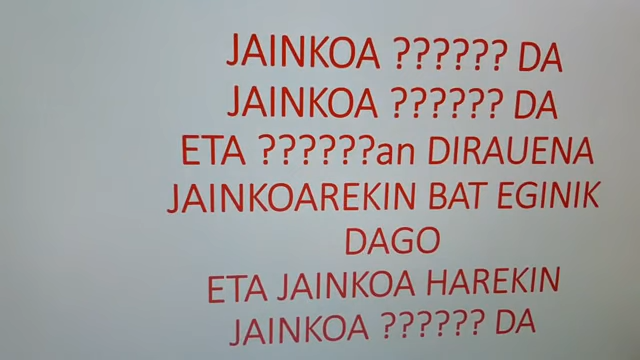 JAINKOA ?????? DA
JAINKOA ?????? DA
ETA ??????an DIRAUENA
JAINKOAREKIN BAT EGINIK
DAGO
ETA JAINKOA HAREKIN
JAINKOA ?????? DA